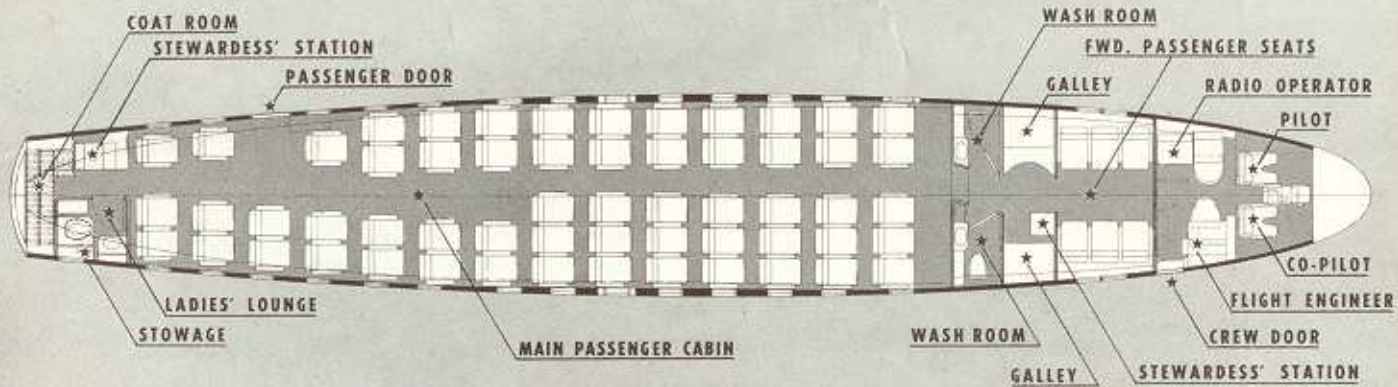 COAT ROOM
STEWARDESS' STATION
PASSENGER DOOR
WASH ROOM
FWD. PASSENGER SEATS
GALLEY
RADIO OPERATOR
PILOT
LADIES' LOUNGE
STOWAGE
MAIN PASSENGER CABIN
WASH ROOM
GALLEY
CO-PILOT
FLIGHT ENGINEER
CREW DOOR
STEWARDESS' STATION